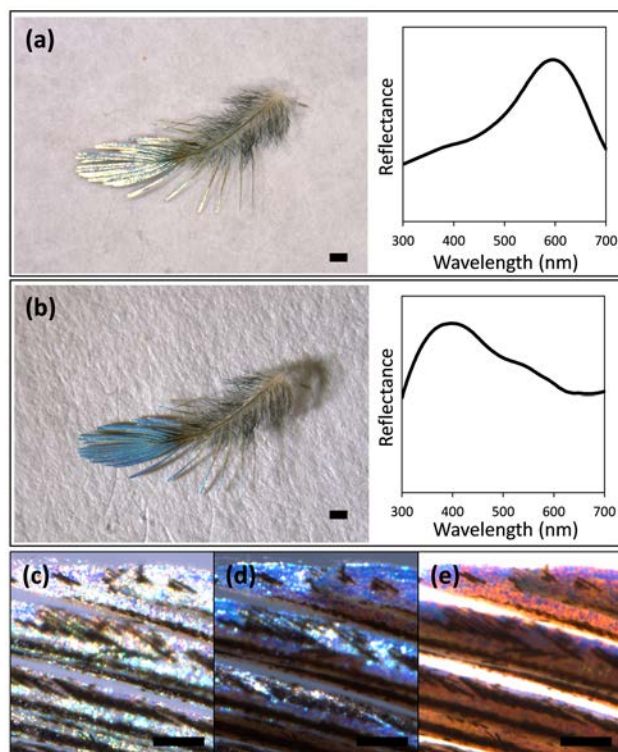 (a)
Reflectance
300 400 500 600 700
Wavelength (nm)
(b)
Reflectance
300 400 500 600 700
Wavelength (nm)
(c)
(d)
(e)